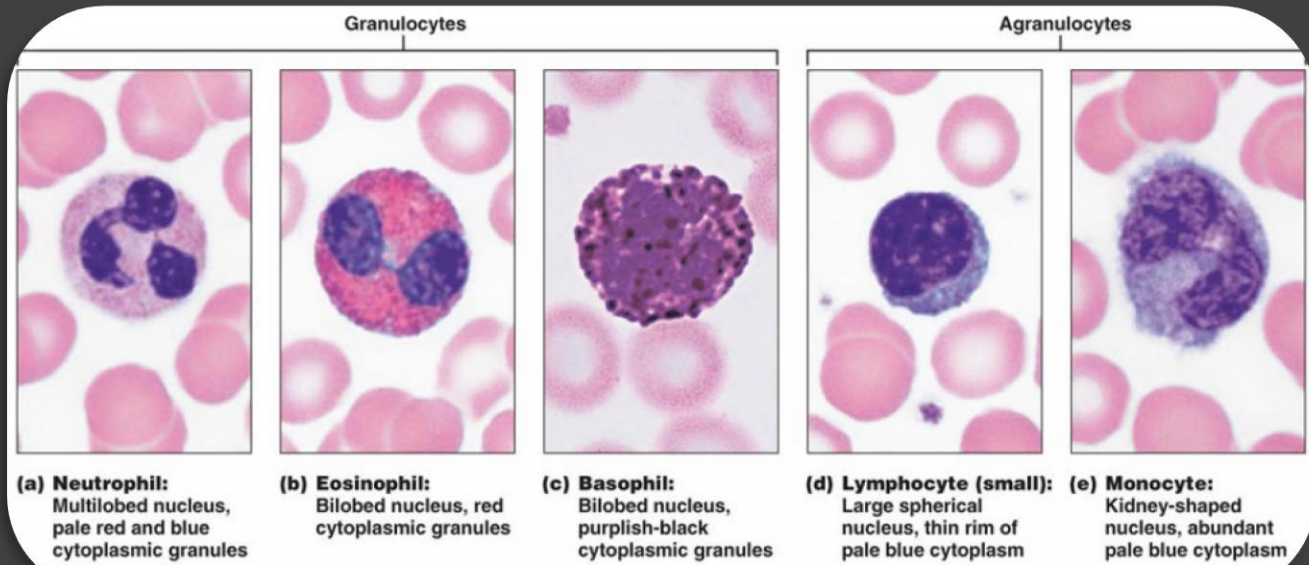 Granulocytes
Agranulocytes
(a) Neutrophil:
Multilobed nucleus,
pale red and blue
cytoplasmic granules
(b) Eosinophil:
Bilobed nucleus, red
cytoplasmic granules
(c) Basophil:
Bilobed nucleus,
purplish-black
cytoplasmic granules
(d) Lymphocyte (small):
Large spherical
nucleus, thin rim of
pale blue cytoplasm
(e) Monocyte:
Kidney-shaped
nucleus, abundant
pale blue cytoplasm